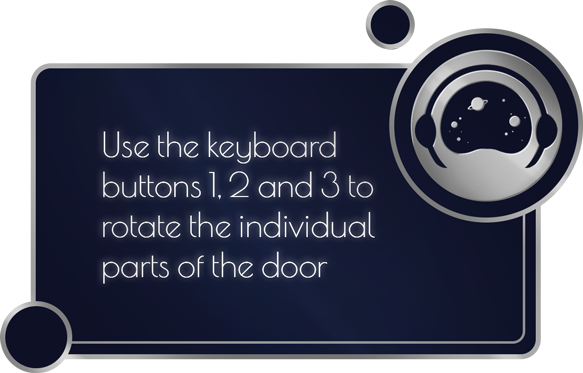 Use the keyboard
buttons 1, 2 and 3 to
rotate the individual
parts of the door